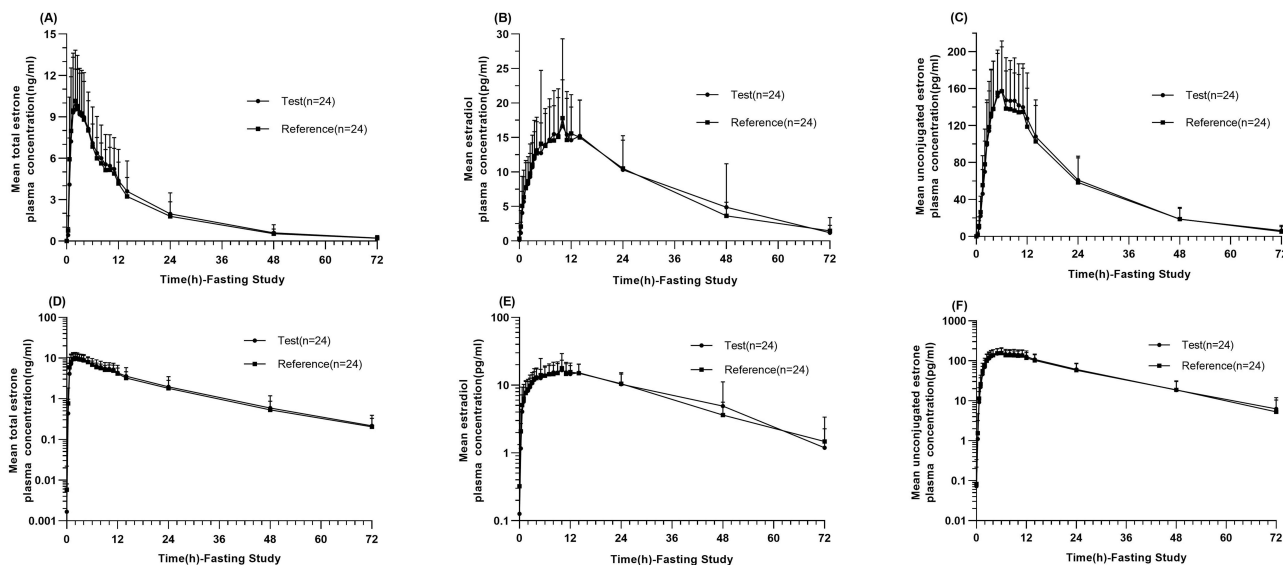 (A)
Mean total estrone
plasma concentration(ng/ml)
15
12
9
6
3
0
0 12 24 36 48 60 72
Time(h)-Fasting Study
Test(n=24)
Reference(n=24)
(B)
Mean estradiol
plasma concentration(pg/ml)
30
25
20
15
10
5
0
0 12 24 36 48 60 72
Time(h)-Fasting Study
Test(n=24)
Reference(n=24)
(C)
Mean unconjugated estrone
plasma concentration(pg/ml)
200
160
120
80
40
0
0 12 24 36 48 60 72
Time(h)-Fasting Study
Test(n=24)
Reference(n=24)
(D)
Mean total estrone
plasma concentration(ng/ml)
100
10
1
0.1
0.01
0.001
0 12 24 36 48 60 72
Time(h)-Fasting Study
Test(n=24)
Reference(n=24)
(E)
Mean estradiol
plasma concentration(pg/ml)
100
10
1
0.1
0 12 24 36 48 60 72
Time(h)-Fasting Study
Test(n=24)
Reference(n=24)
(F)
Mean unconjugated estrone
plasma concentration(pg/ml)
1000
100
10
1
0.1
0.01
0 12 24 36 48 60 72
Time(h)-Fasting Study
Test(n=24)
Reference(n=24)